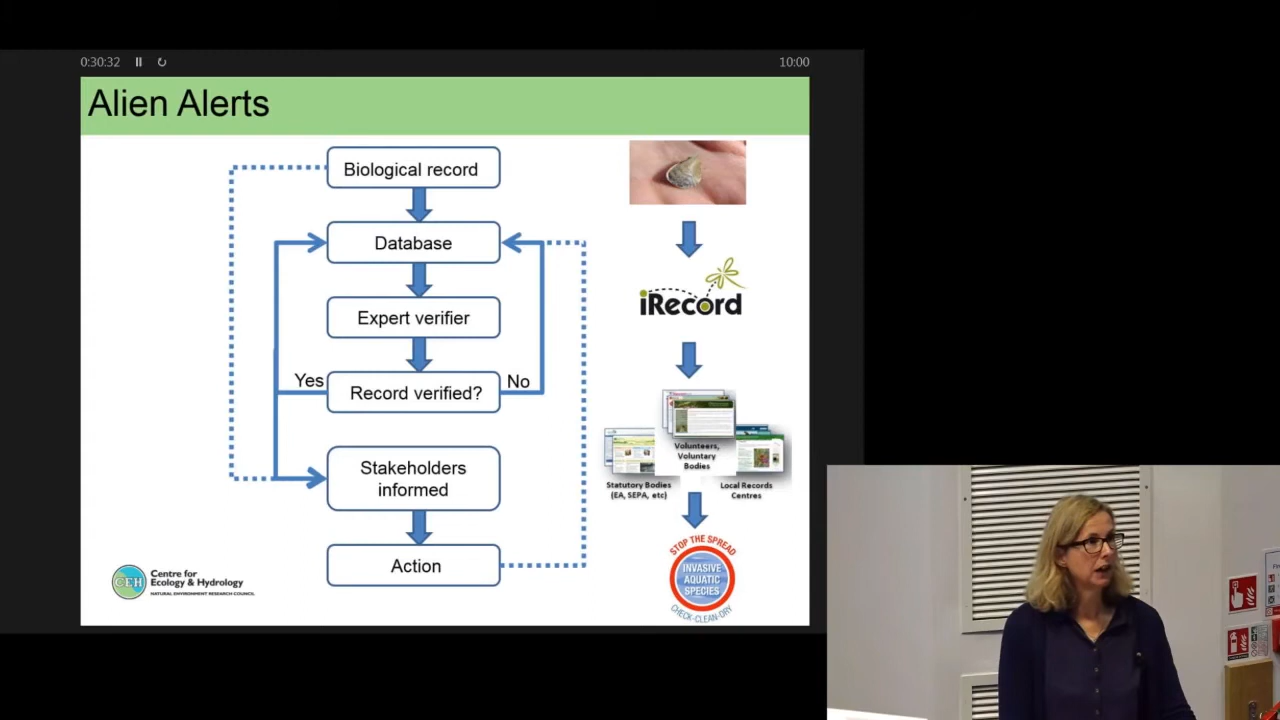 0:30:32
10:00
Alien Alerts
Biological record
Database
Expert verifier
Yes
Record verified?
No
Stakeholders
informed
Action
CEH
Centre for
Ecology & Hydrology
NATURAL ENVIRONMENT RESEARCH COUNCIL
iRecord
Volunteers,
Voluntary
Bodies
Statutory Bodies
(EA, SEPA, etc)
Local Records
Centres
STOP THE SPREAD
INVASIVE
AQUATIC
SPECIES
CHECK-CLEAN-DRY